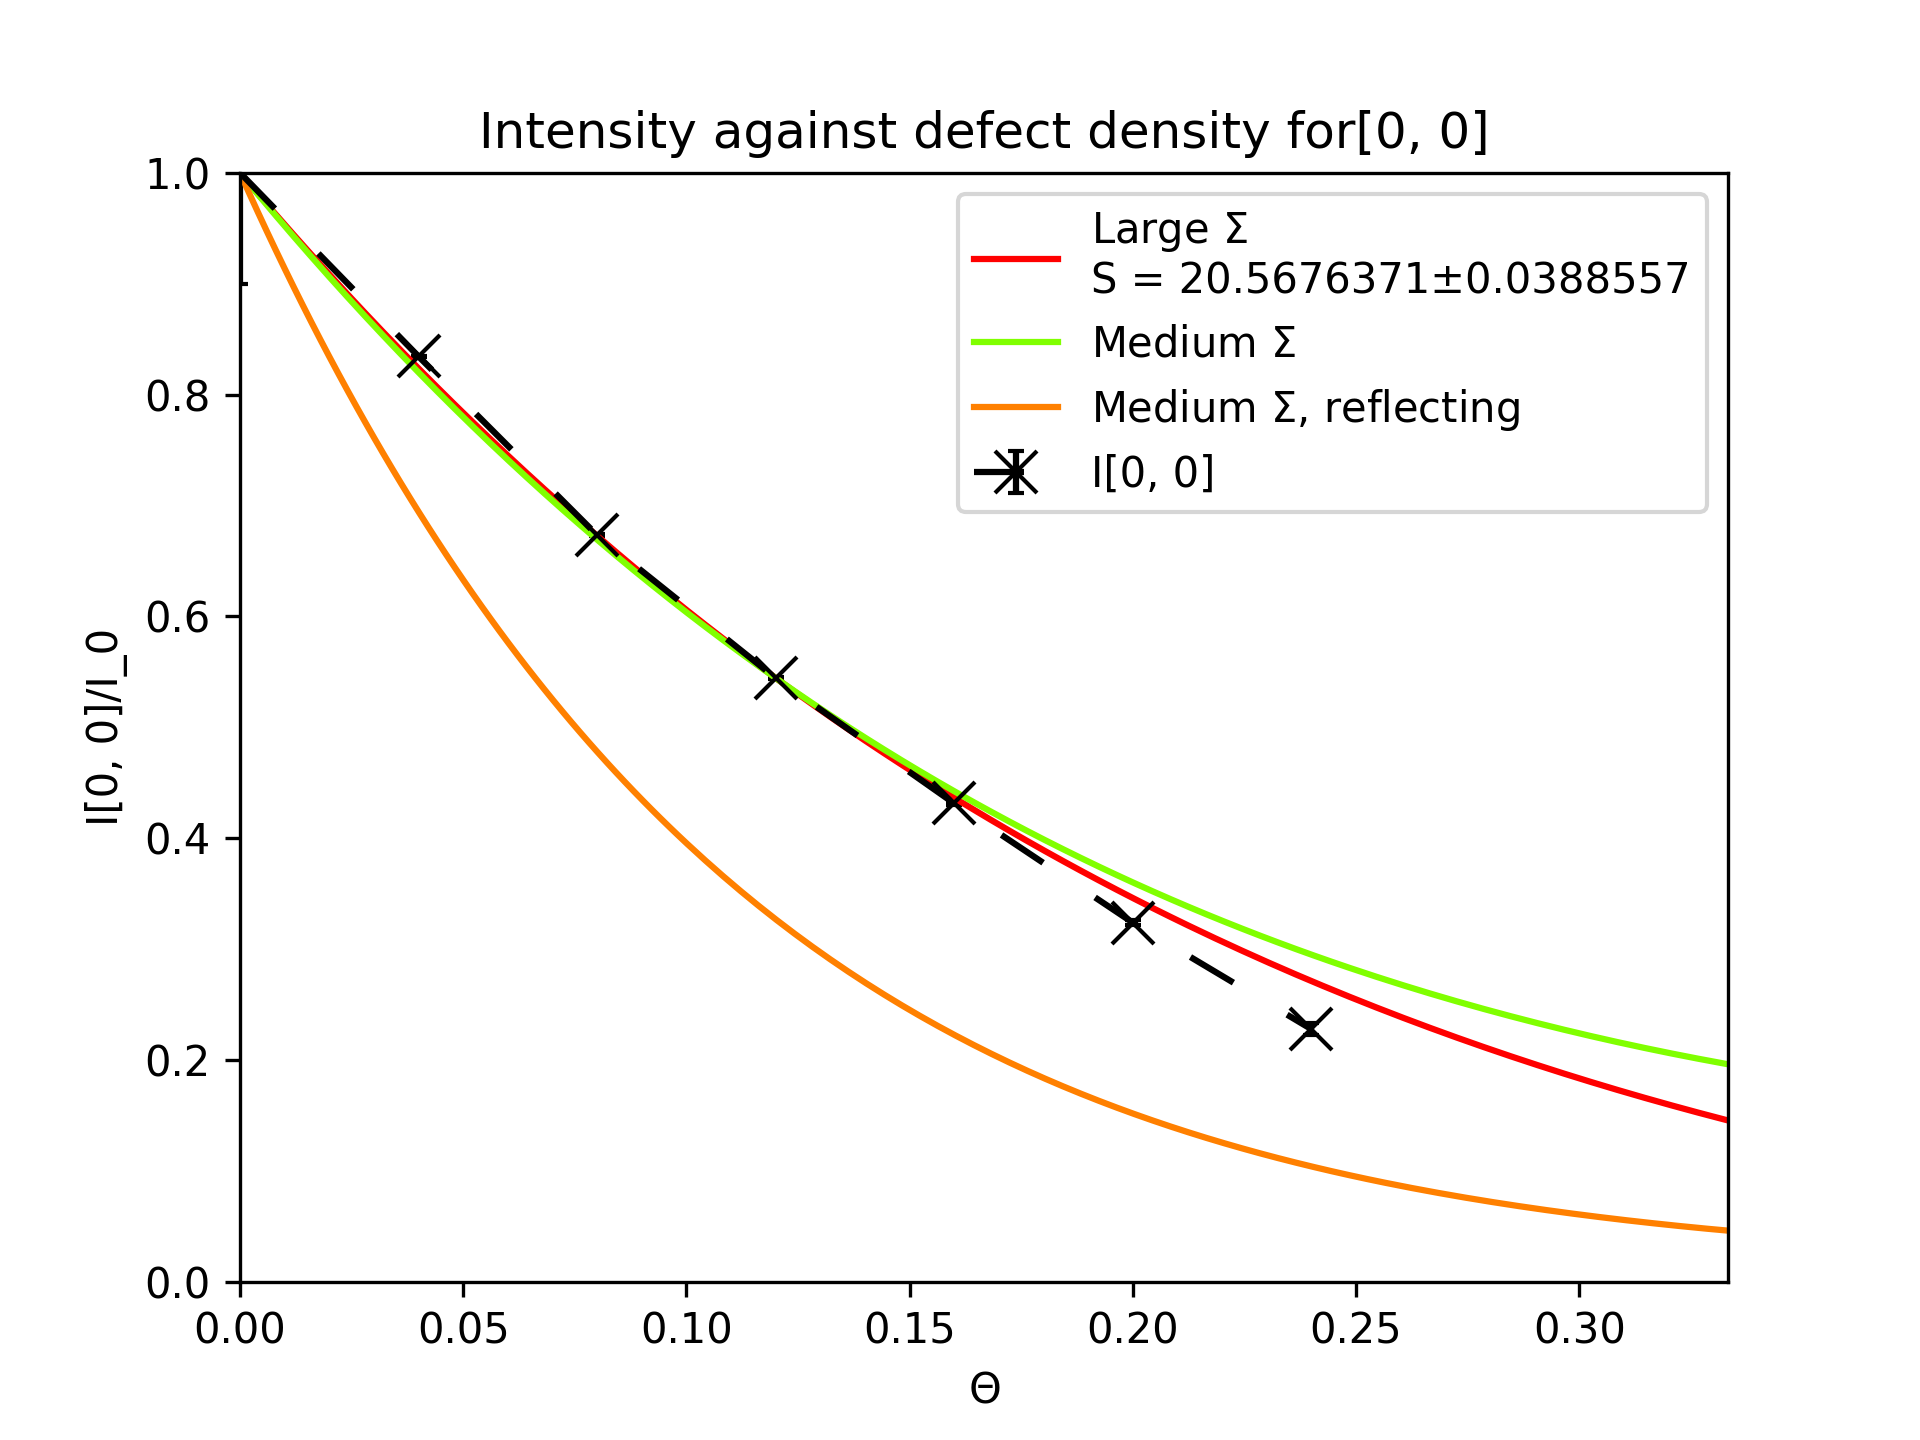 Intensity against defect density for[0, 0]
Large Σ
S = 20.5676371±0.0388557
Medium Σ
Medium Σ, reflecting
I[0, 0]
I[0, 0]/I_0
1.0
0.8
0.6
0.4
0.2
0.0
0.00 0.05 0.10 0.15 0.20 0.25 0.30
Θ